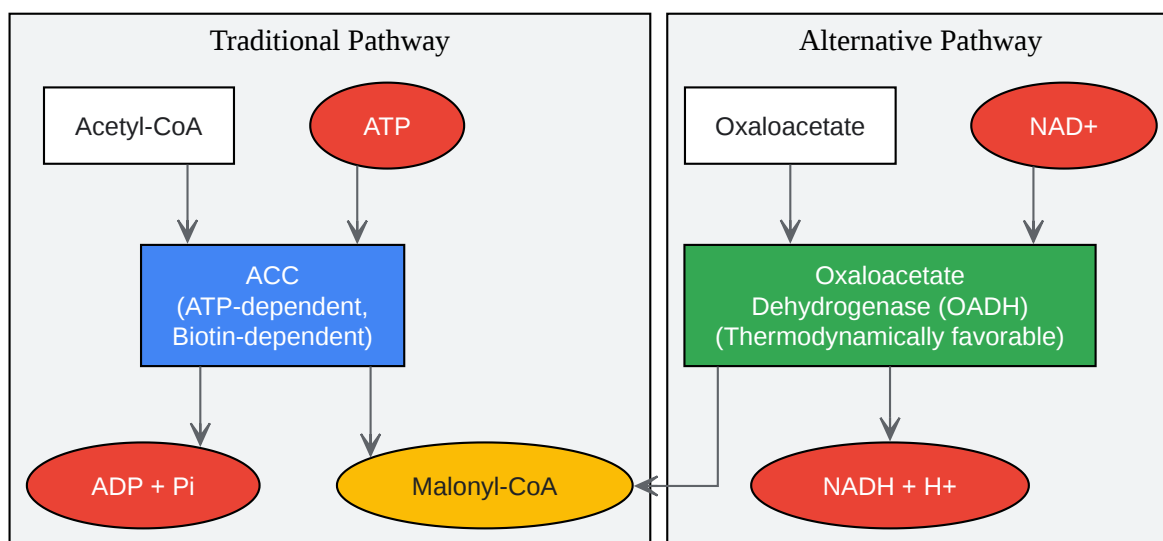 Traditional Pathway
Acetyl-CoA
ATP
ACC
(ATP-dependent,
Biotin-dependent)
ADP + Pi
Malonyl-CoA
Alternative Pathway
Oxaloacetate
NAD+
Oxaloacetate
Dehydrogenase (OADH)
(Thermodynamically favorable)
NADH + H+